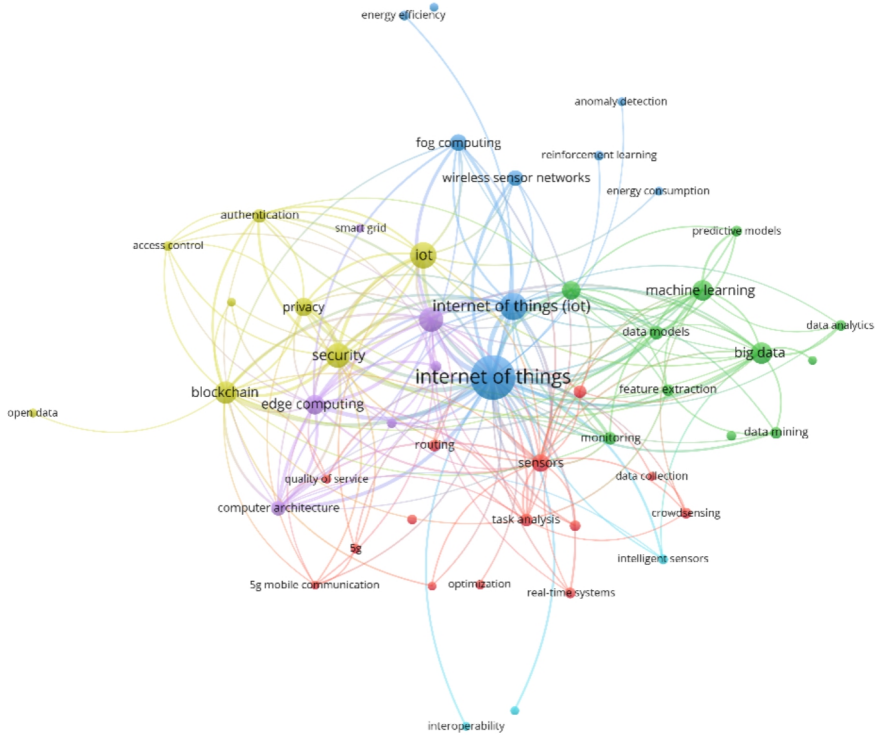 energy efficiency
anomaly detection
fog computing
reinforcement learning
wireless sensor networks
energy consumption
authentication
smart grid
predictive models
access control
iot
machine learning
privacy
internet of things (iot)
data analytics
data models
security
big data
internet of things
blockchain
feature extraction
edge computing
open data
data mining
monitoring
routing
sensors
quality of service
data collection
computer architecture
crowdsensing
task analysis
5g
intelligent sensors
5g mobile communication
optimization
real-time systems
interoperability